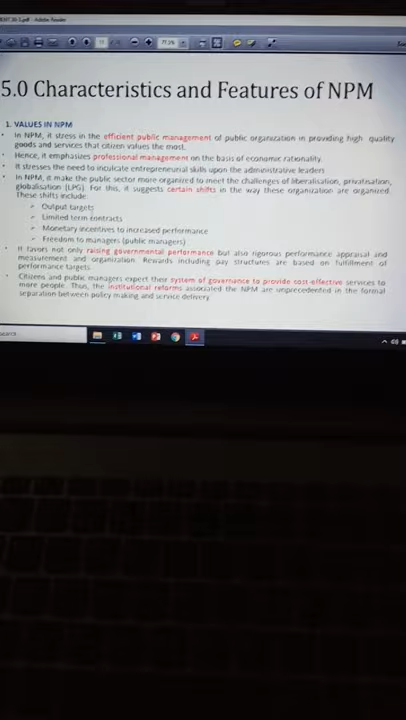 Adobe Reader
77.3%
5.0 Characteristics and Features of NPM
1. VALUES IN NPM
• In NPM, it stress in the efficient public management of public organization in providing high quality
goods and services that citizen values the most.
• Hence, it emphasizes professional management on the basis of economic rationality.
• It stresses the need to inculcate entrepreneurial skills upon the administrative leaders
• In NPM, it make the public sector more organized to meet the challenges of liberalisation, privatisation,
globalisation (LPG). For this, it suggests certain shifts in the way these organization are organized.
These shifts include:
➢ Output targets
➢ Limited term contracts
➢ Monetary incentives to increased performance
➢ Freedom to managers (public managers)
• It favors not only raising governmental performance but also rigorous performance appraisal and
measurement and organization. Rewards including pay structures are based on fulfillment of
performance targets.
• Citizens and public managers expect their system of governance to provide cost-effective services to
more people. Thus, the institutional reforms associated the NPM are unprecedented in the formal
separation between policy making and service delivery